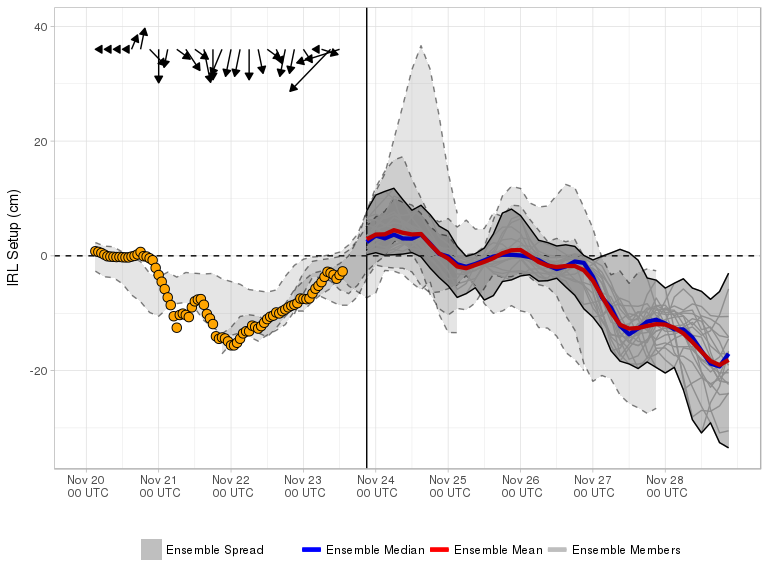 40
20
0
-20
IRL Setup (cm)
Nov 20 Nov 21 Nov 22 Nov 23 Nov 24 Nov 25 Nov 26 Nov 27 Nov 28
00 UTC 00 UTC 00 UTC 00 UTC 00 UTC 00 UTC 00 UTC 00 UTC 00 UTC
Ensemble Spread Ensemble Median Ensemble Mean Ensemble Members